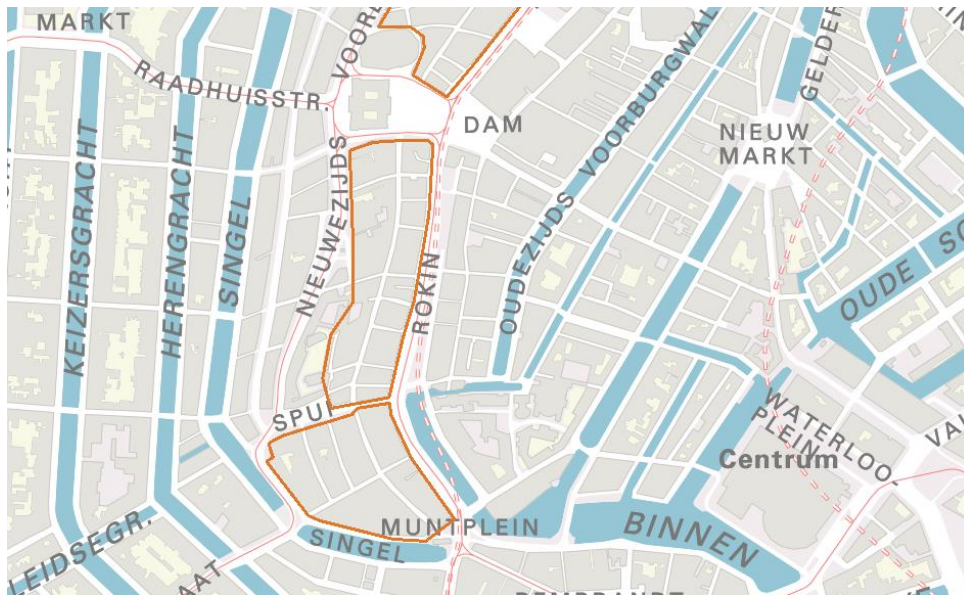 MARKT
RAADHUISSTR.
DAM
NIEUW
MARKT
KEIZERSGRACHT
HERENGRACHT
SINGEL
NIEUWEZIJDS
ROKIN
OUDEZIJDS VOORBURGWAL
GELDER
OUDE
SPUI
WATERLOO-
PLEIN
Centrum
MUNTPLEIN
BINNEN
SINGEL
LEIDSEGR.